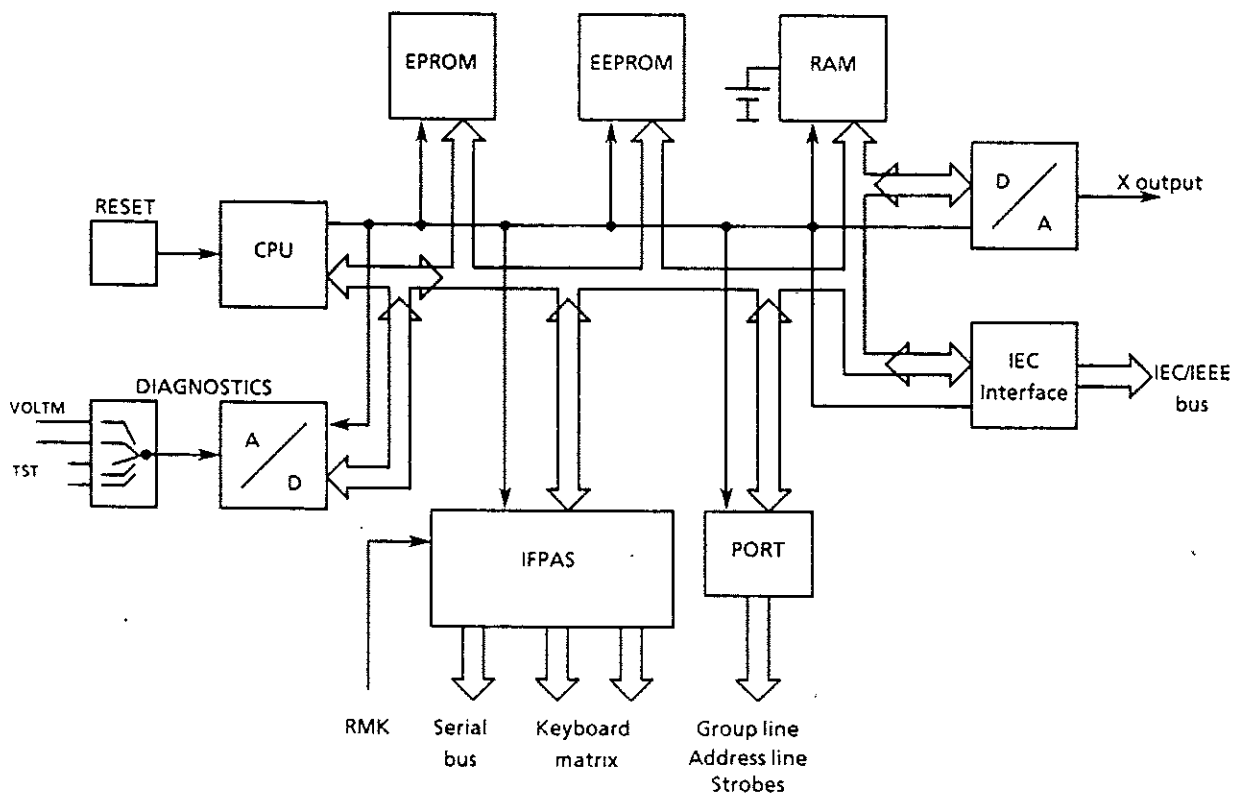 EPROM
EEPROM
RAM
D
A
X output
RESET
CPU
IEC
Interface
IEC/IEEE
bus
DIAGNOSTICS
VOLTM
TST
A
D
IFPAS
PORT
RMK
Serial
bus
Keyboard
matrix
Group line
Address line
Strobes